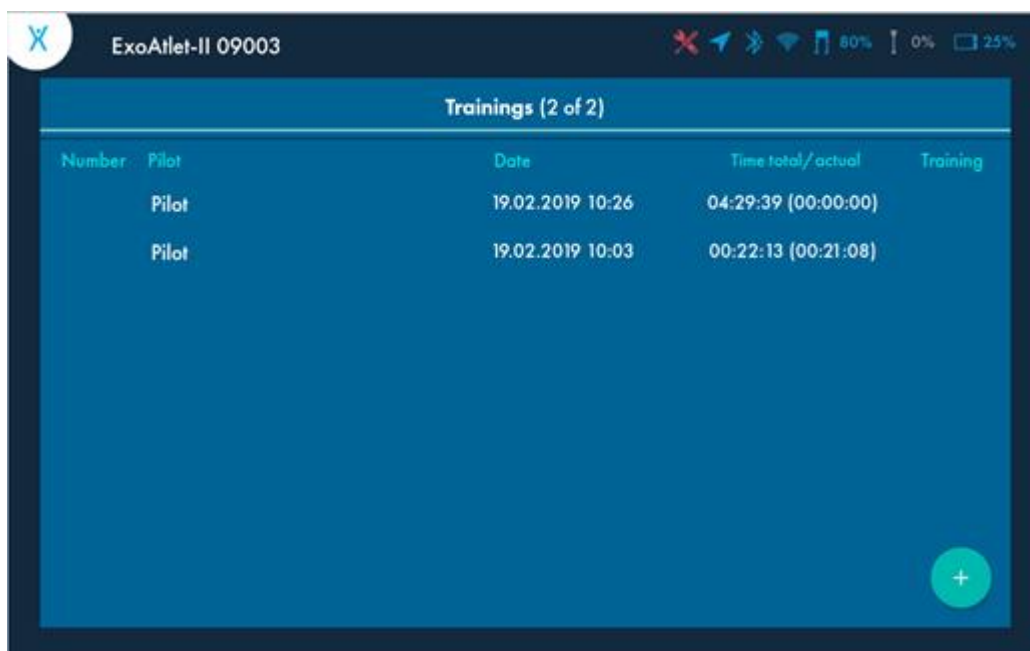 ExoAtlet-II 09003 80% 0% 25%
Trainings (2 of 2)
Number Pilot Date Time total/actual Training
Pilot 19.02.2019 10:26 04:29:39 (00:00:00)
Pilot 19.02.2019 10:03 00:22:13 (00:21:08)
+